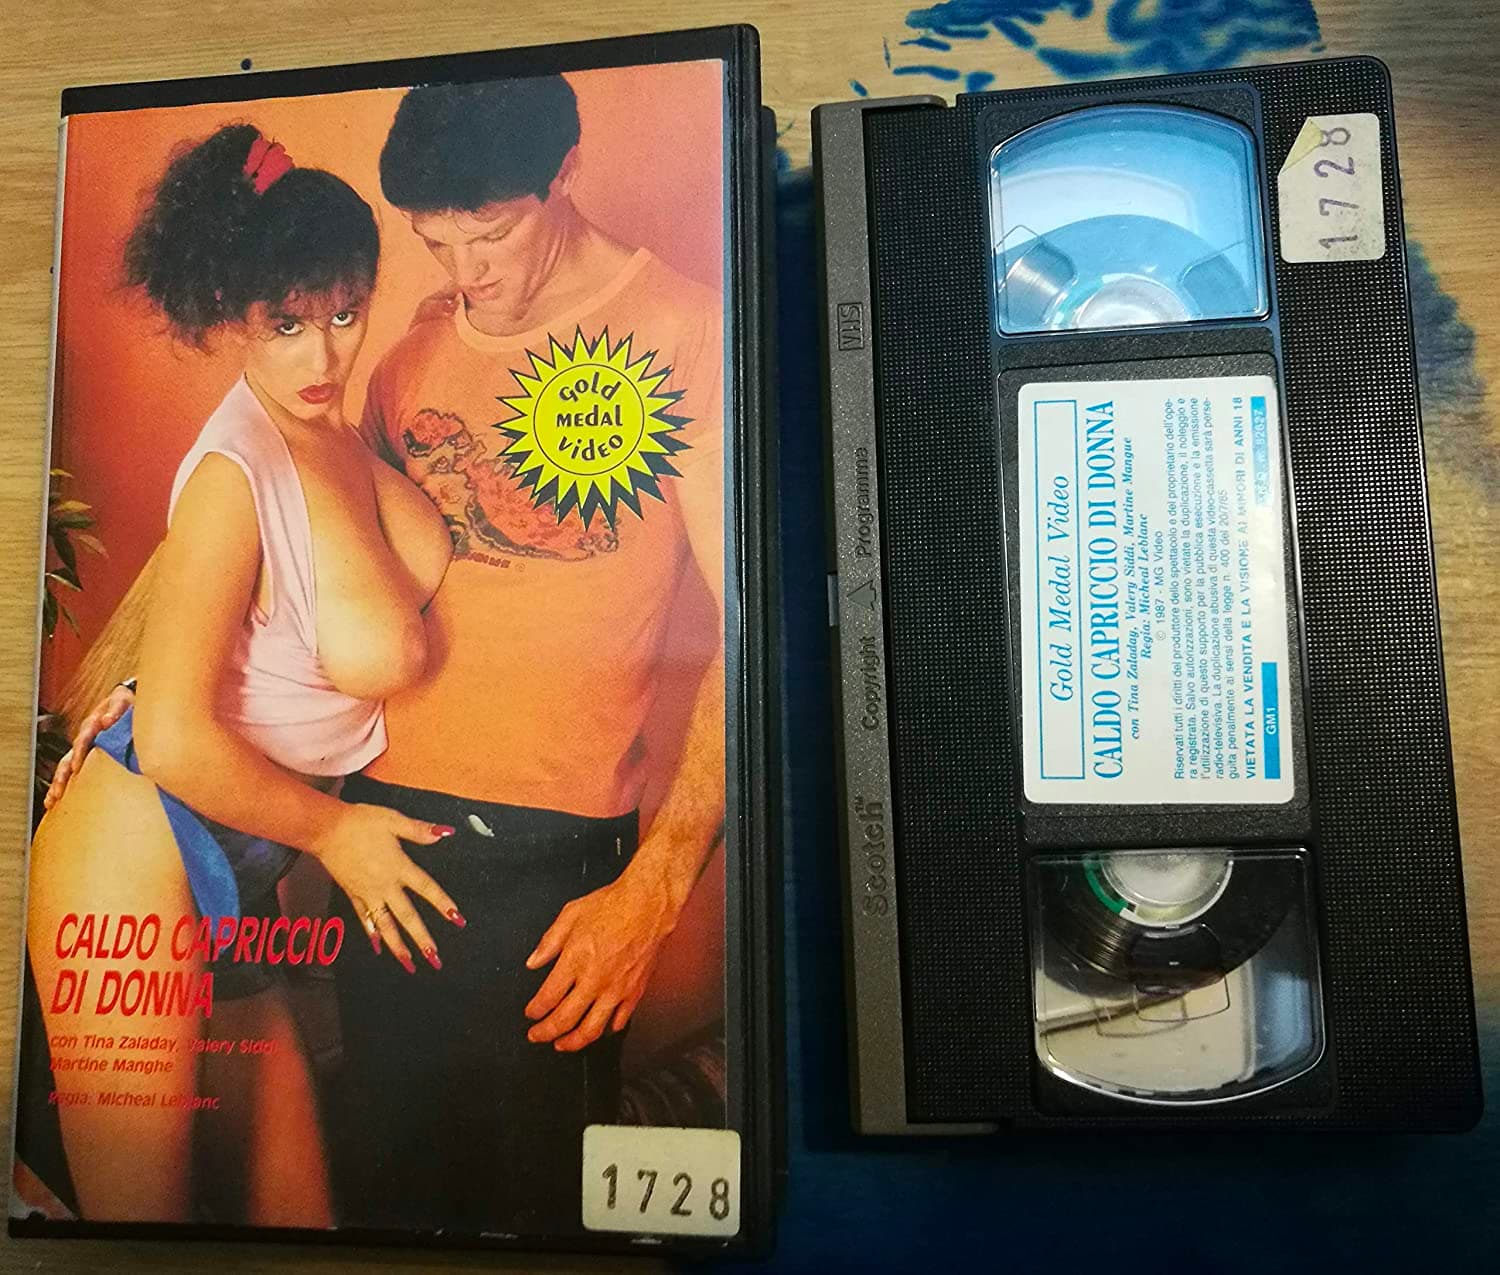 Gold
MEDAL
Video
CALDO CAPRICCIO
DI DONNA
con Tina Zaladay, Valery Siddi
Martine Manghe
Regia: Micheal Leblanc
1728
1728
VHS
Scotch™
Copyright
Programma
Gold Medal Video
CALDO CAPRICCIO DI DONNA
con Tina Zaladay, Valery Siddi, Martine Mangue
Regia: Micheal Leblanc
© 1987 - MG Video
Riservati tutti i diritti del produttore dello spettacolo e del proprietario dell'ope-
ra registrata. Salvo autorizzazioni, sono vietate la duplicazione, il noleggio e
l'utilizzazione di questo supporto per la pubblica esecuzione e la emissione
radio-televisiva. La duplicazione abusiva di questa video-cassetta sarà perse-
guita penalmente ai sensi della legge n. 400 del 20/7/85
VIETATA LA VENDITA E LA VISIONE AI MINORI DI ANNI 18
GM1